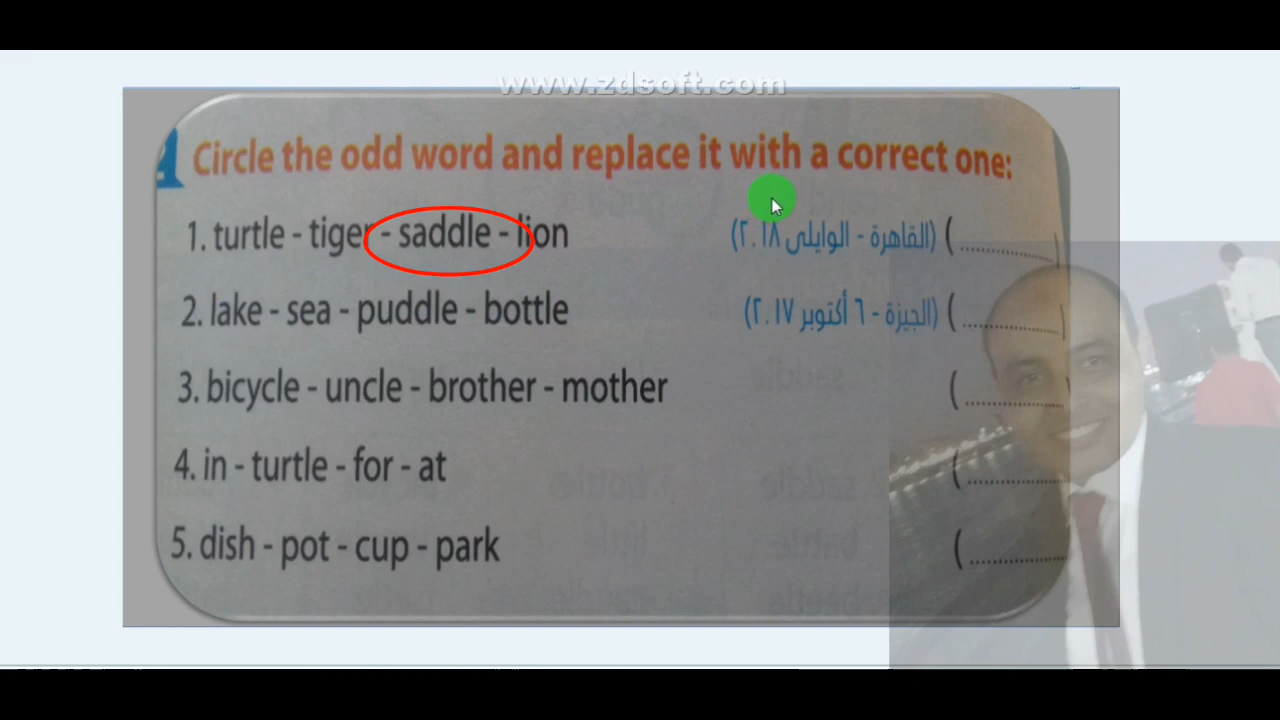 www.zdsoft.com
Circle the odd word and replace it with a correct one:
1. turtle - tiger - saddle - lion (القاهرة - الوايلى ٢٠١٨) (............)
2. lake - sea - puddle - bottle (الجيزة - ٦ أكتوبر ٢٠١٧) (............)
3. bicycle - uncle - brother - mother (............)
4. in - turtle - for - at (............
5. dish - pot - cup - park (............